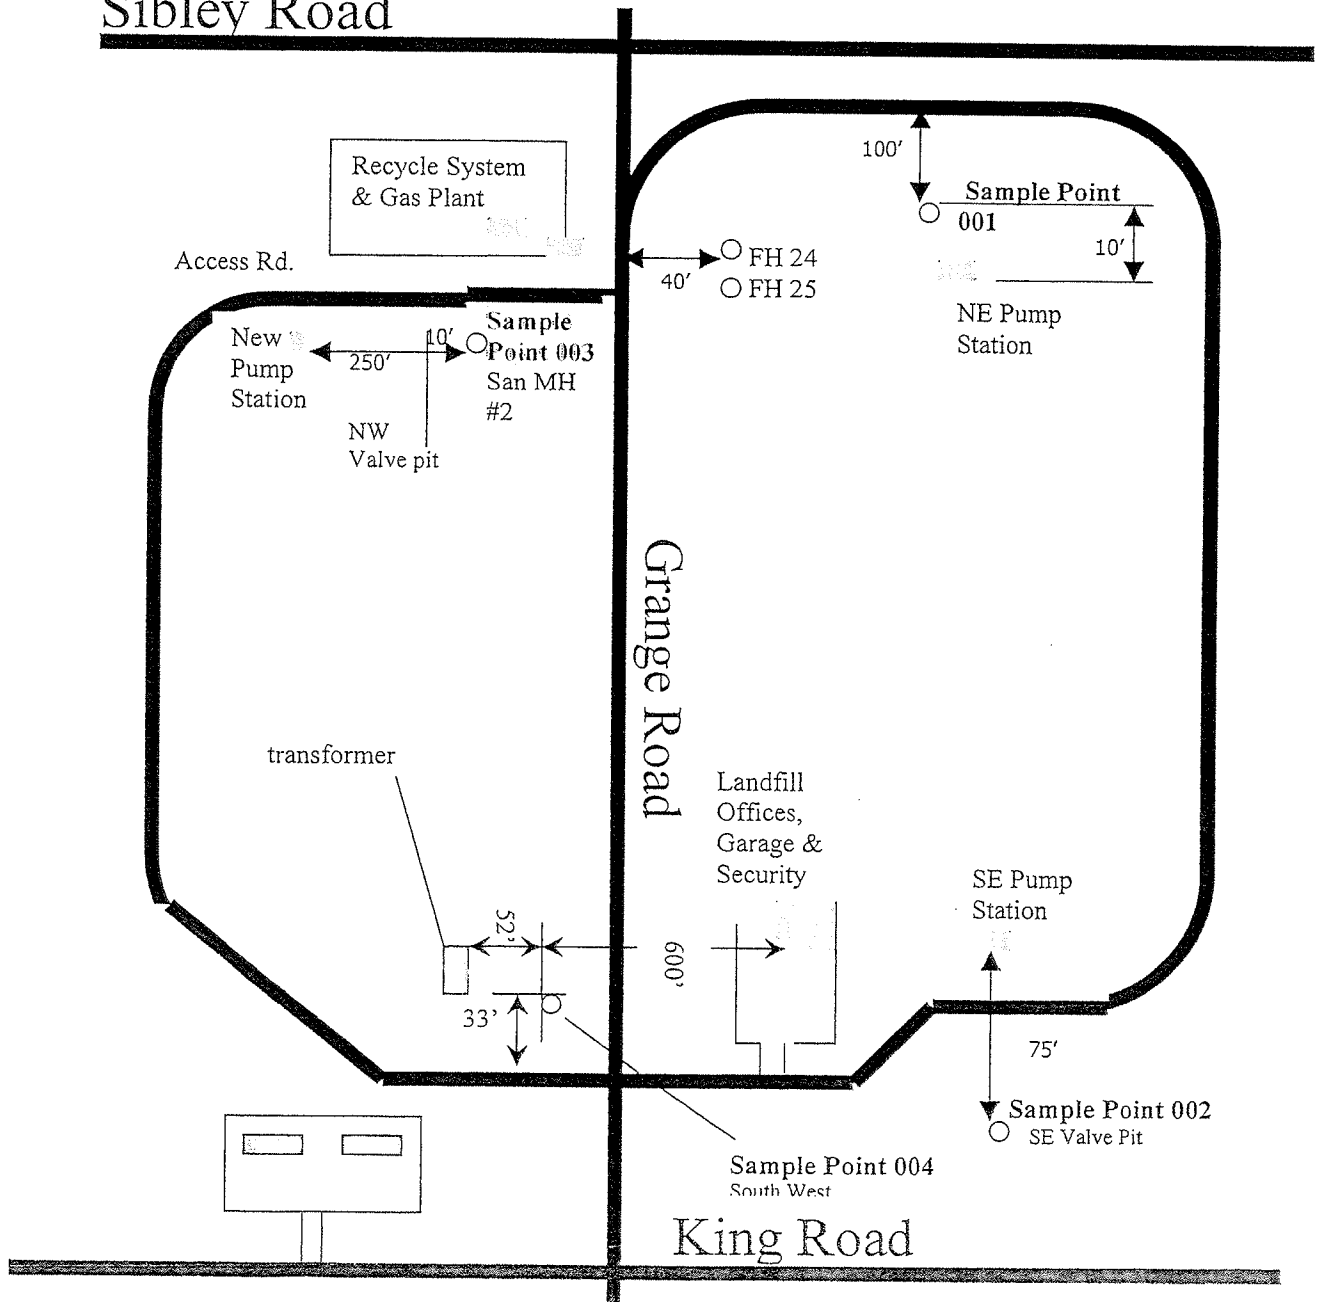 Sibley Road
Recycle System
& Gas Plant
100'
Sample Point
001
10'
NE Pump
Station
Access Rd.
FH 24
FH 25
40'
New
Pump
Station
250'
10'
Sample
Point 003
San MH
#2
NW
Valve pit
Grange Road
transformer
Landfill
Offices,
Garage &
Security
SE Pump
Station
52'
600'
33'
75'
Sample Point 002
SE Valve Pit
Sample Point 004
South West
King Road